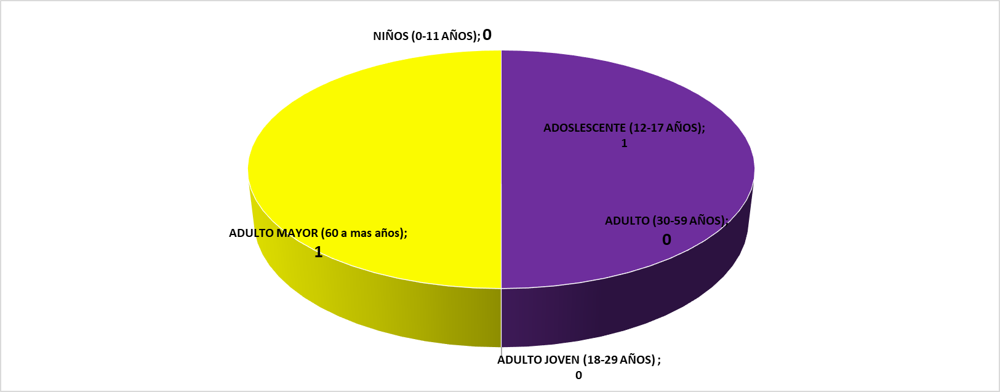 NIÑOS (0-11 AÑOS); 0
ADOSLESCENTE (12-17 AÑOS);
1
ADULTO (30-59 AÑOS);
0
ADULTO MAYOR (60 a mas años);
1
ADULTO JOVEN (18-29 AÑOS) ;
0